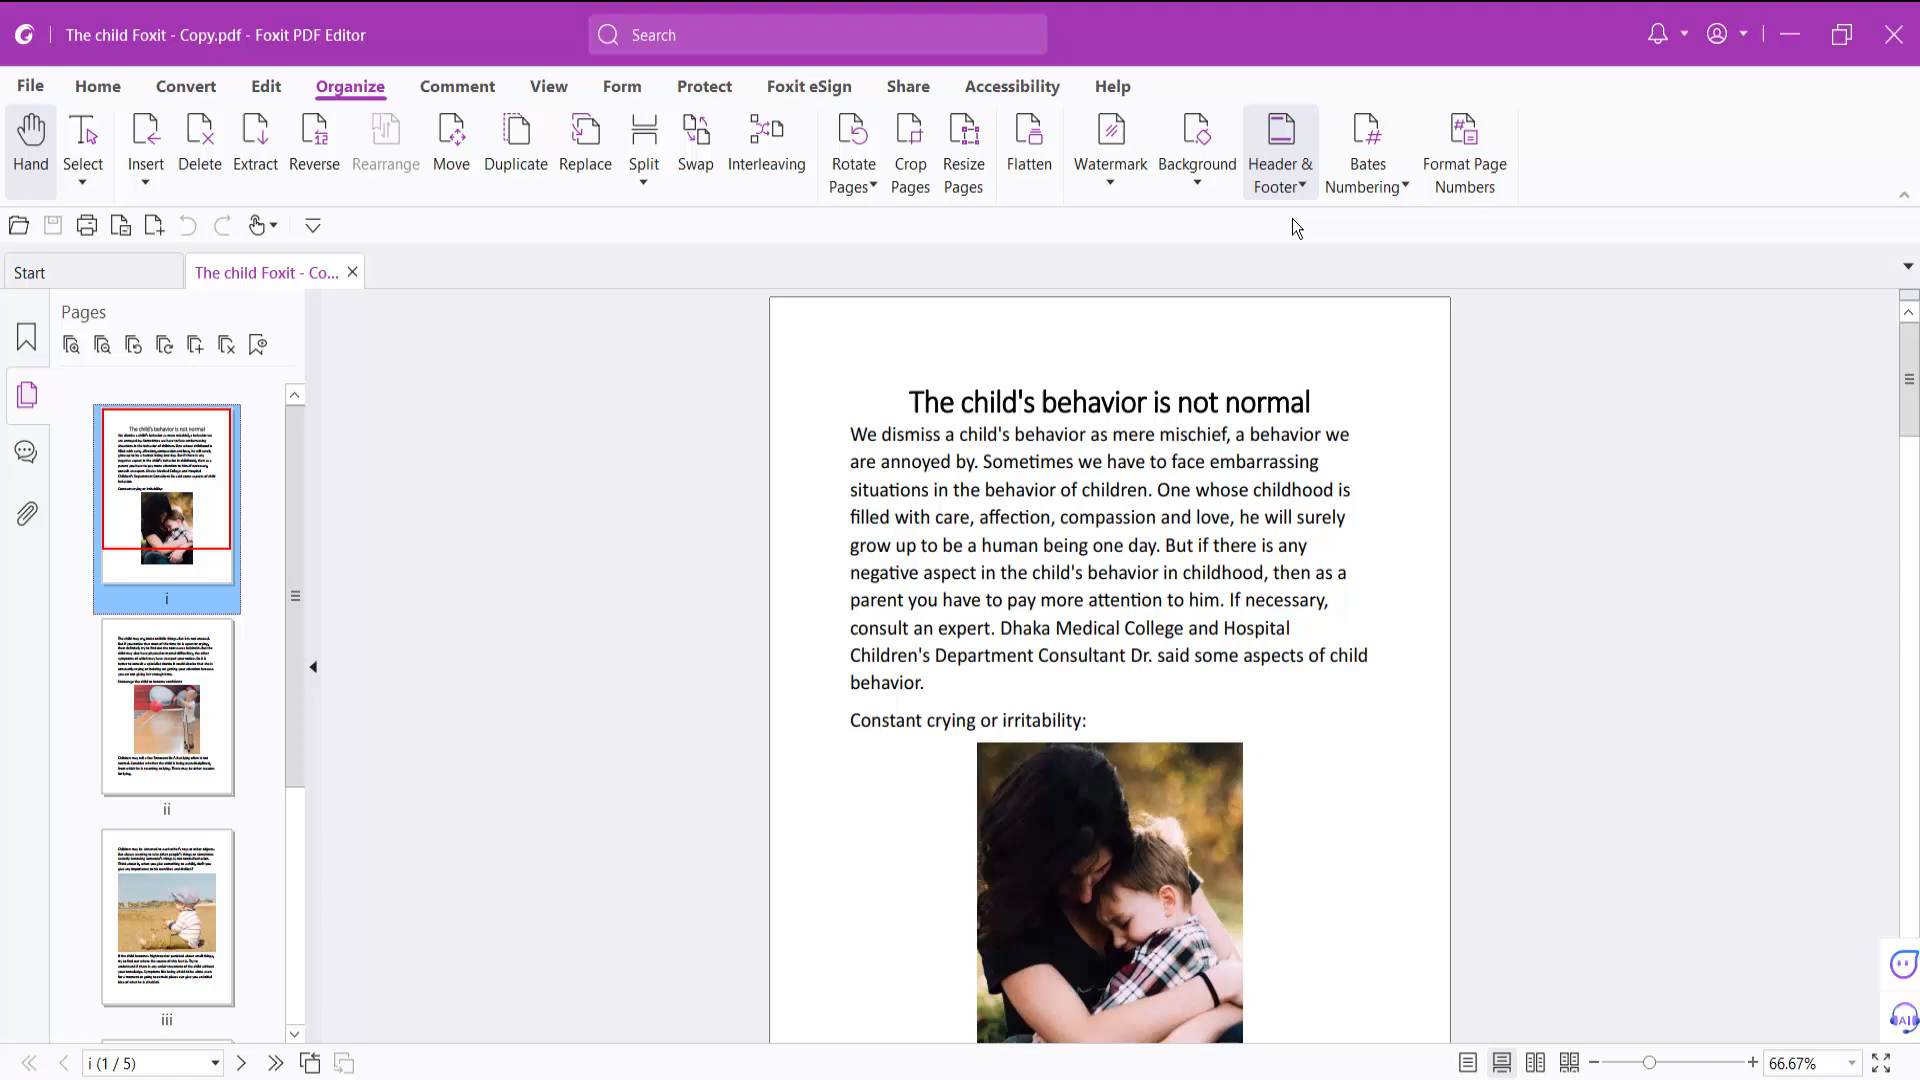 The child Foxit - Copy.pdf - Foxit PDF Editor
Search
File Home Convert Edit Organize Comment View Form Protect Foxit eSign Share Accessibility Help
Hand Select Insert Delete Extract Reverse Rearrange Move Duplicate Replace Split Swap Interleaving Rotate Pages Crop Pages Resize Pages Flatten Watermark Background Header & Footer Bates Numbering Format Page Numbers
Start
The child Foxit - Co...
Pages
i
ii
iii
The child's behavior is not normal
We dismiss a child's behavior as mere mischief, a behavior we
are annoyed by. Sometimes we have to face embarrassing
situations in the behavior of children. One whose childhood is
filled with care, affection, compassion and love, he will surely
grow up to be a human being one day. But if there is any
negative aspect in the child's behavior in childhood, then as a
parent you have to pay more attention to him. If necessary,
consult an expert. Dhaka Medical College and Hospital
Children's Department Consultant Dr. said some aspects of child
behavior.
Constant crying or irritability:
AI
i (1 / 5)
66.67%